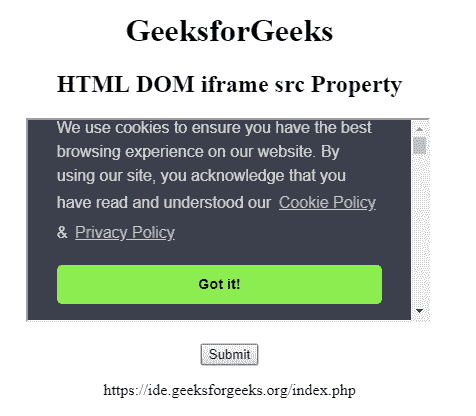 GeeksforGeeks
HTML DOM iframe src Property
We use cookies to ensure you have the best
browsing experience on our website. By
using our site, you acknowledge that you
have read and understood our Cookie Policy
& Privacy Policy
Got it!
Submit
https://ide.geeksforgeeks.org/index.php